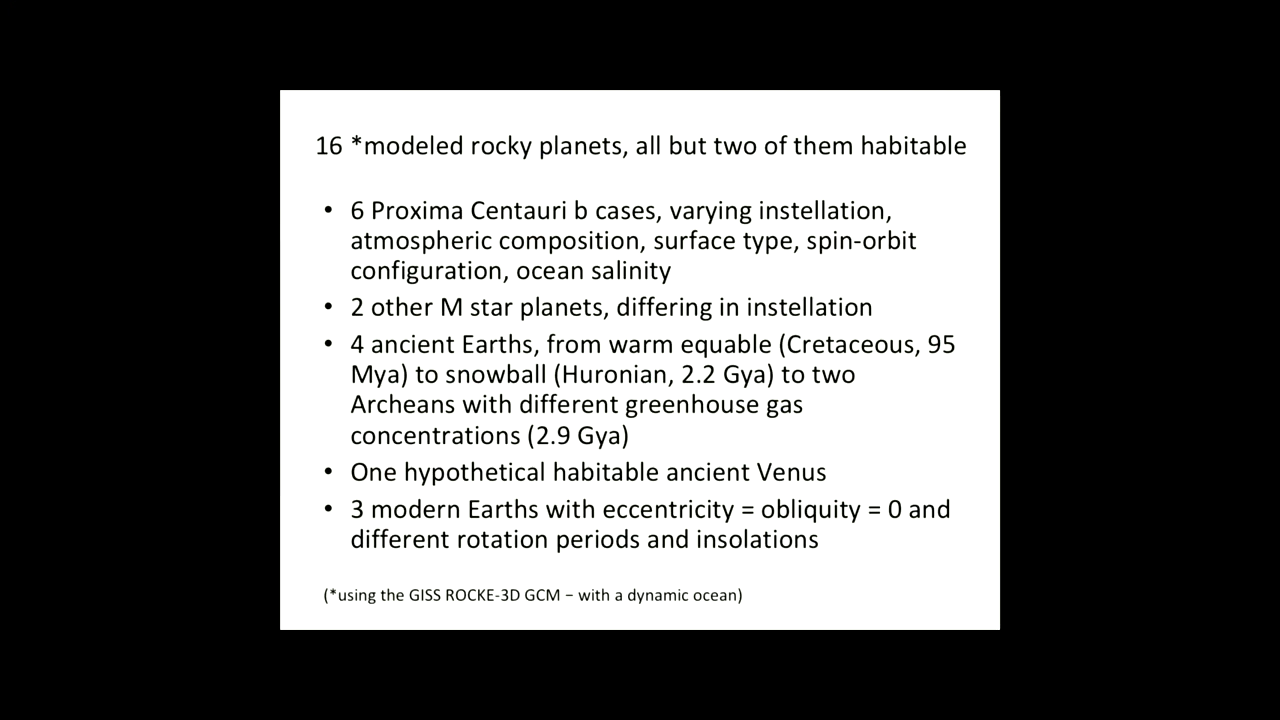 16 *modeled rocky planets, all but two of them habitable
• 6 Proxima Centauri b cases, varying instellation,
atmospheric composition, surface type, spin-orbit
configuration, ocean salinity
• 2 other M star planets, differing in instellation
• 4 ancient Earths, from warm equable (Cretaceous, 95
Mya) to snowball (Huronian, 2.2 Gya) to two
Archeans with different greenhouse gas
concentrations (2.9 Gya)
• One hypothetical habitable ancient Venus
• 3 modern Earths with eccentricity = obliquity = 0 and
different rotation periods and insolations
(*using the GISS ROCKE-3D GCM − with a dynamic ocean)